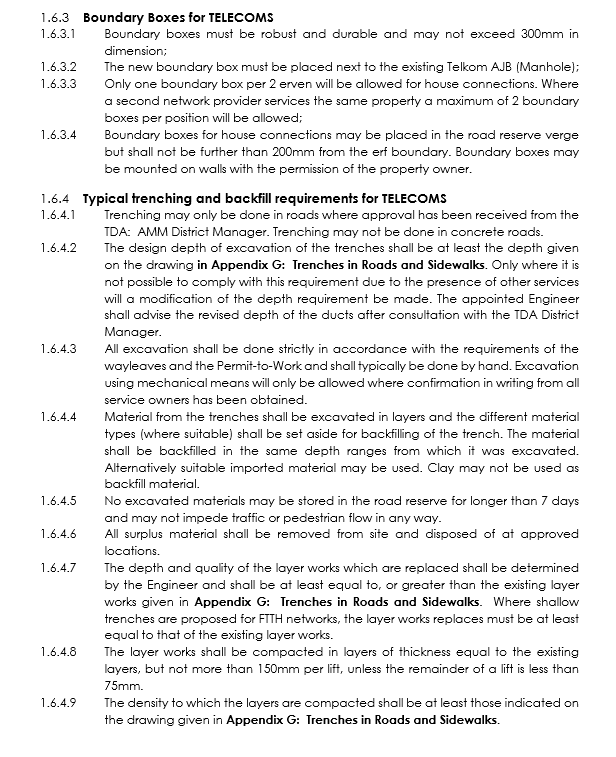 1.6.3 Boundary Boxes for TELECOMS
1.6.3.1 Boundary boxes must be robust and durable and may not exceed 300mm in
dimension;
1.6.3.2 The new boundary box must be placed next to the existing Telkom AJB (Manhole);
1.6.3.3 Only one boundary box per 2 erven will be allowed for house connections. Where
a second network provider services the same property a maximum of 2 boundary
boxes per position will be allowed;
1.6.3.4 Boundary boxes for house connections may be placed in the road reserve verge
but shall not be further than 200mm from the erf boundary. Boundary boxes may
be mounted on walls with the permission of the property owner.
1.6.4 Typical trenching and backfill requirements for TELECOMS
1.6.4.1 Trenching may only be done in roads where approval has been received from the
TDA: AMM District Manager. Trenching may not be done in concrete roads.
1.6.4.2 The design depth of excavation of the trenches shall be at least the depth given
on the drawing in Appendix G: Trenches in Roads and Sidewalks. Only where it is
not possible to comply with this requirement due to the presence of other services
will a modification of the depth requirement be made. The appointed Engineer
shall advise the revised depth of the ducts after consultation with the TDA District
Manager.
1.6.4.3 All excavation shall be done strictly in accordance with the requirements of the
wayleaves and the Permit-to-Work and shall typically be done by hand. Excavation
using mechanical means will only be allowed where confirmation in writing from all
service owners has been obtained.
1.6.4.4 Material from the trenches shall be excavated in layers and the different material
types (where suitable) shall be set aside for backfilling of the trench. The material
shall be backfilled in the same depth ranges from which it was excavated.
Alternatively suitable imported material may be used. Clay may not be used as
backfill material.
1.6.4.5 No excavated materials may be stored in the road reserve for longer than 7 days
and may not impede traffic or pedestrian flow in any way.
1.6.4.6 All surplus material shall be removed from site and disposed of at approved
locations.
1.6.4.7 The depth and quality of the layer works which are replaced shall be determined
by the Engineer and shall be at least equal to, or greater than the existing layer
works given in Appendix G: Trenches in Roads and Sidewalks. Where shallow
trenches are proposed for FTTH networks, the layer works replaces must be at least
equal to that of the existing layer works.
1.6.4.8 The layer works shall be compacted in layers of thickness equal to the existing
layers, but not more than 150mm per lift, unless the remainder of a lift is less than
75mm.
1.6.4.9 The density to which the layers are compacted shall be at least those indicated on
the drawing given in Appendix G: Trenches in Roads and Sidewalks.